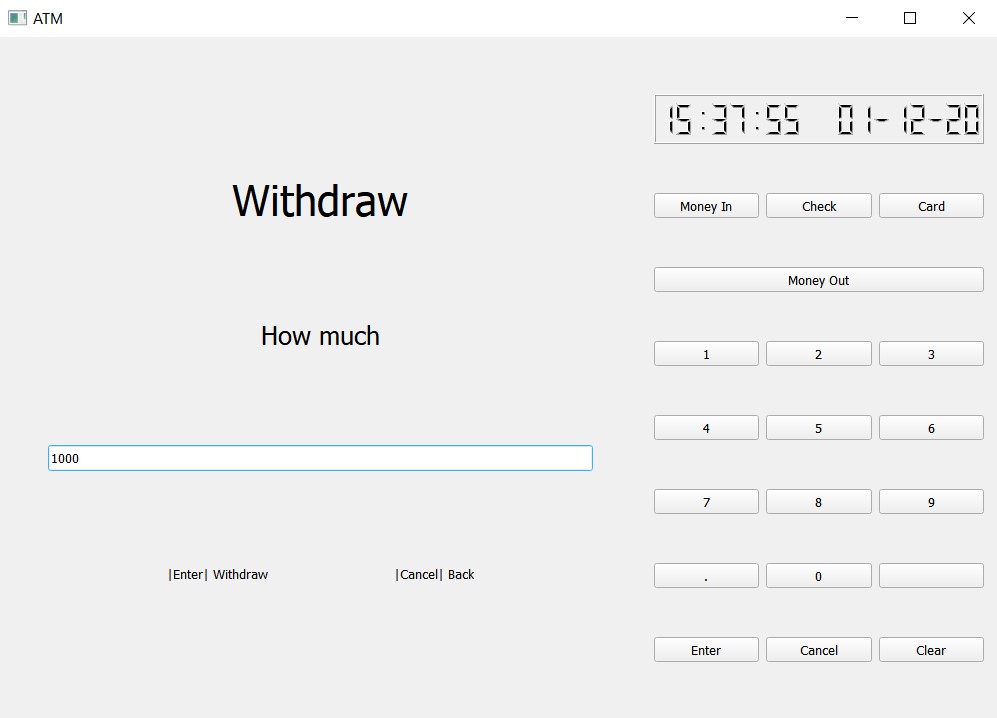 ATM
15:37:55 01-12-20
Withdraw
Money In Check Card
Money Out
How much
1 2 3
4 5 6
1000
7 8 9
|Enter| Withdraw |Cancel| Back
. 0
Enter Cancel Clear